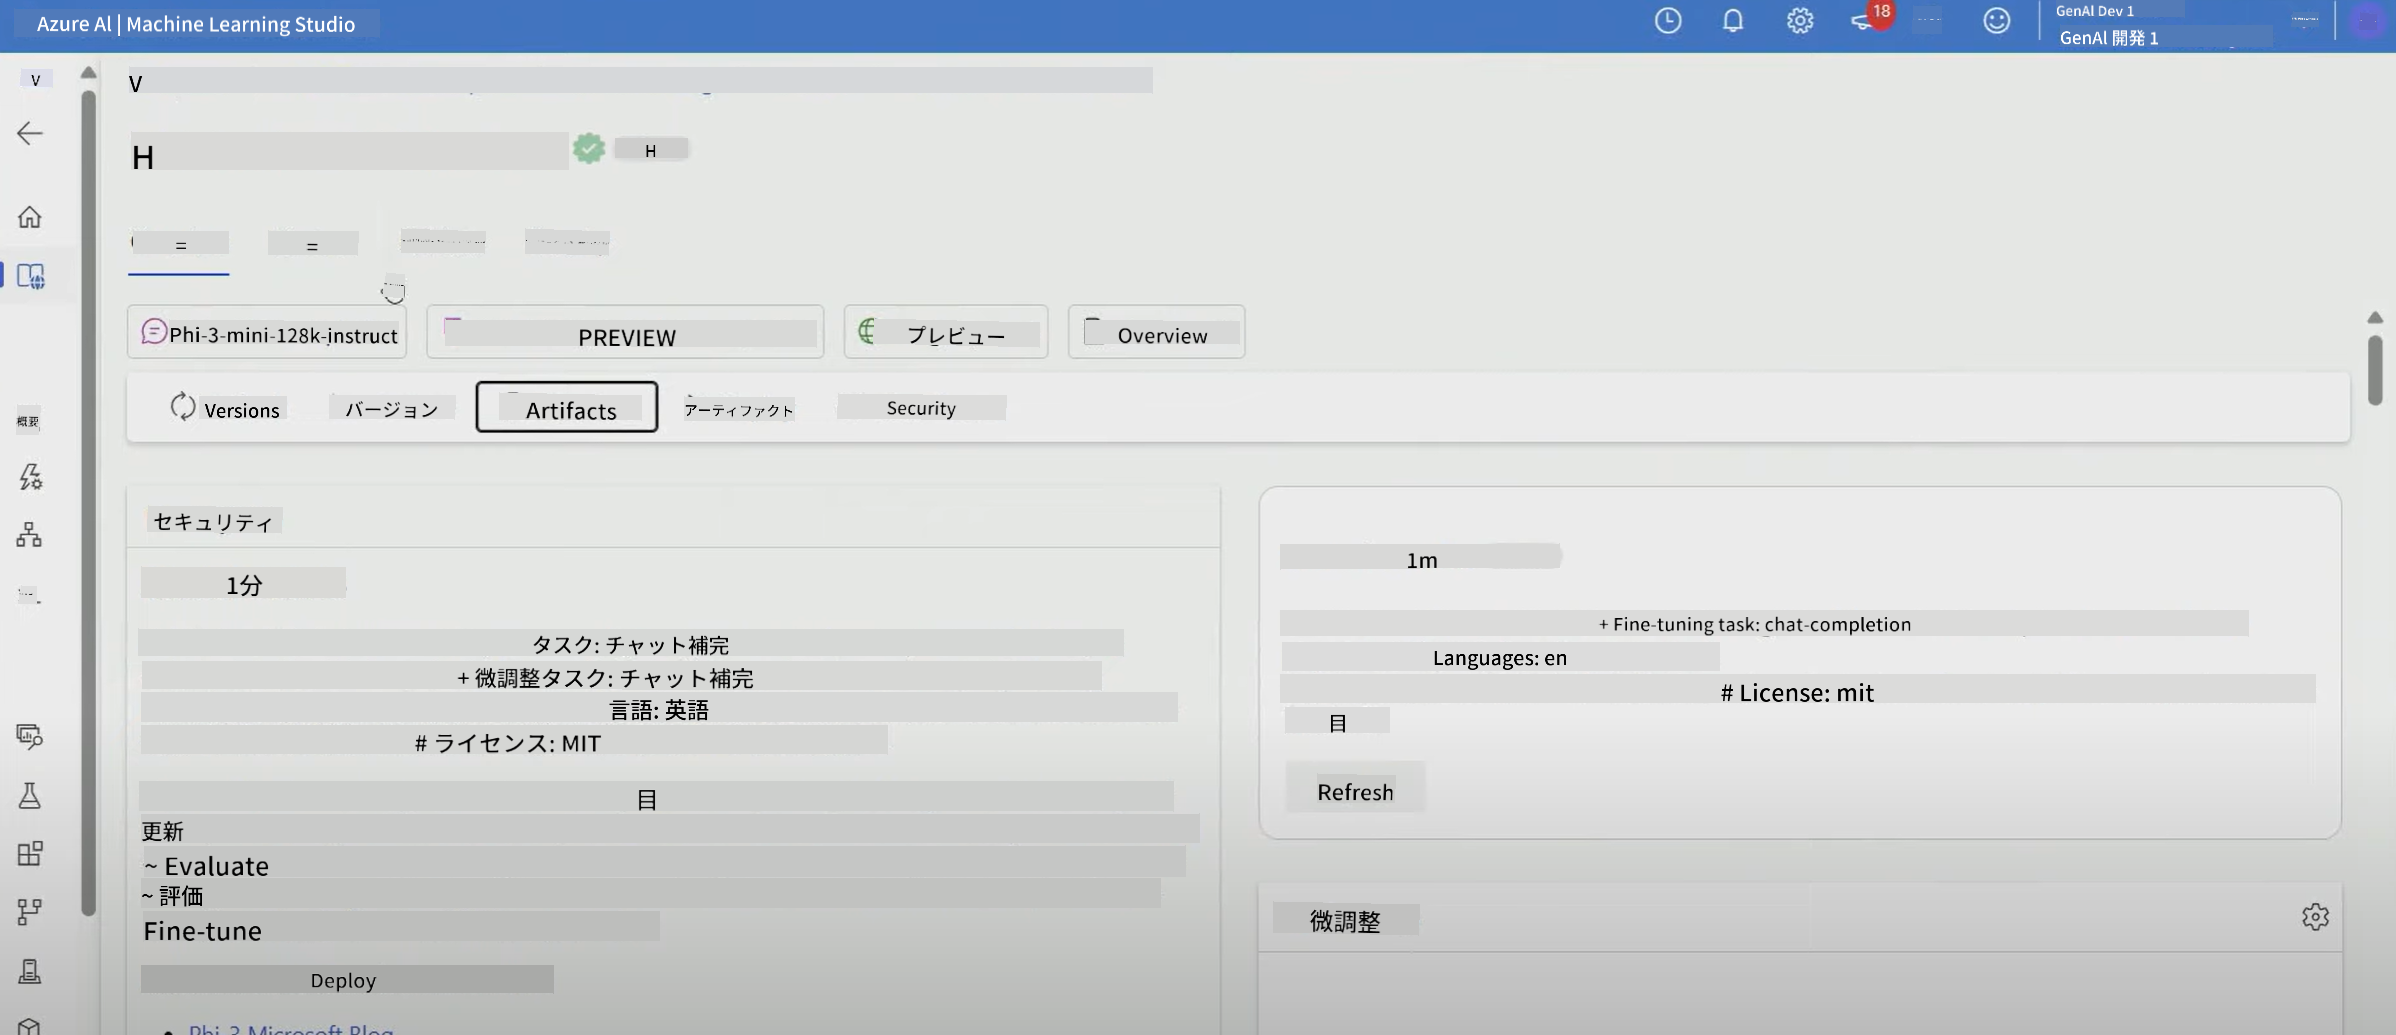 Azure Al | Machine Learning Studio
18
GenAl Dev 1
GenAl 開発 1
V
V
H
H
=
=
Phi-3-mini-128k-instruct
PREVIEW
プレビュー
Overview
Versions
バージョン
Artifacts
アーティファクト
Security
概要
セキュリティ
1分
タスク: チャット補完
+ 微調整タスク: チャット補完
言語: 英語
# ライセンス: MIT
目
更新
~ Evaluate
~ 評価
Fine-tune
Deploy
Phi-3 Microsoft Blog
1m
+ Fine-tuning task: chat-completion
Languages: en
# License: mit
目
Refresh
微調整